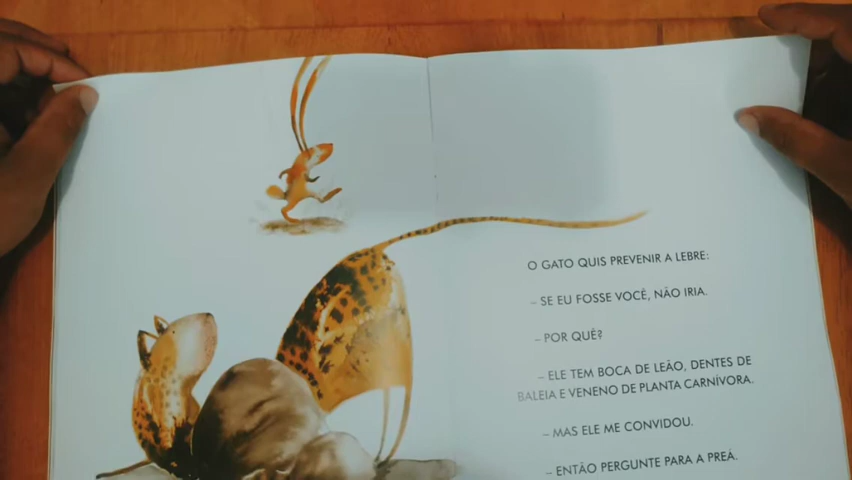 O GATO QUIS PREVENIR A LEBRE:
– SE EU FOSSE VOCÊ, NÃO IRIA.
– POR QUÊ?
– ELE TEM BOCA DE LEÃO, DENTES DE
BALEIA E VENENO DE PLANTA CARNÍVORA.
– MAS ELE ME CONVIDOU.
– ENTÃO PERGUNTE PARA A PREÁ.